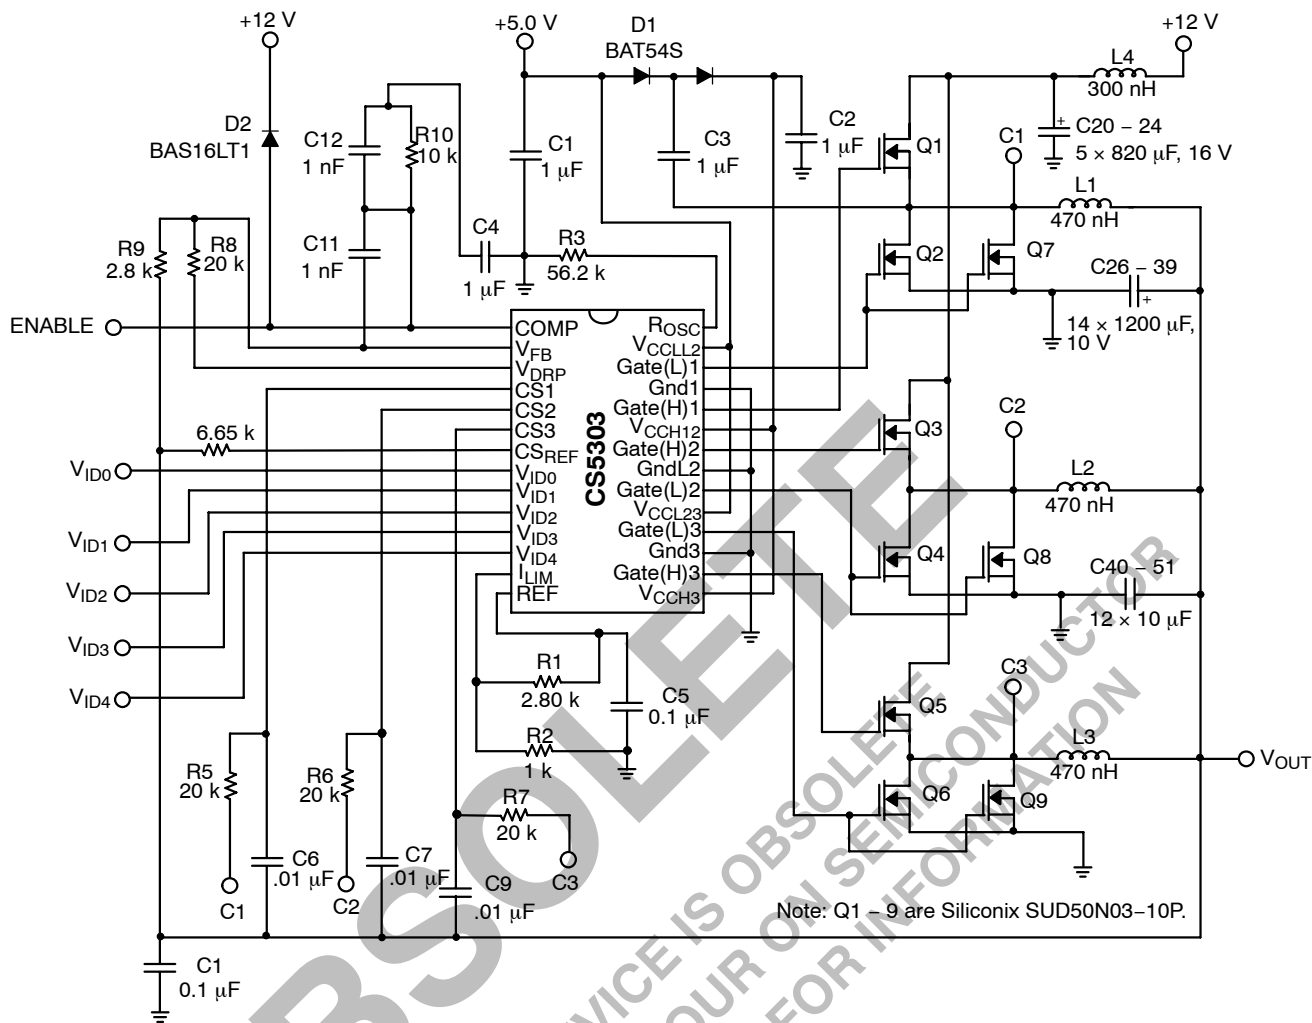 +12 V
+5.0 V
D1
BAT54S
+12 V
L4
300 nH
D2
BAS16LT1
C12
1 nF
R10
10 k
C1
1 µF
C3
1 µF
C2
1 µF
Q1
C1
+
C20 – 24
5 × 820 µF, 16 V
L1
470 nH
R9
2.8 k
R8
20 k
C11
1 nF
C4
1 µF
R3
56.2 k
Q2
Q7
C26 – 39
+
14 × 1200 µF,
10 V
ENABLE
COMP
VFB
VDRP
CS1
CS2
CS3
CSREF
VID0
VID1
VID2
VID3
VID4
ILIM
REF
CS5303
ROSC
VCCLL2
Gate(L)1
Gnd1
Gate(H)1
VCCH12
Gate(H)2
GndL2
Gate(L)2
VCCL23
Gate(L)3
Gnd3
Gate(H)3
VCCH3
6.65 k
VID0
VID1
VID2
VID3
VID4
Q3
C2
L2
470 nH
Q4
Q8
C40 – 51
12 × 10 µF
R1
2.80 k
C5
0.1 µF
R2
1 k
Q5
C3
L3
470 nH
VOUT
R5
20 k
R6
20 k
R7
20 k
Q6
Q9
C6
.01 µF
C7
.01 µF
C9
.01 µF
C1
C2
C3
Note: Q1 – 9 are Siliconix SUD50N03–10P.
C1
0.1 µF
OBSOLETE
VICE IS OBSOLETE
OUR ON SEMICONDUCTOR
FOR INFORMATION